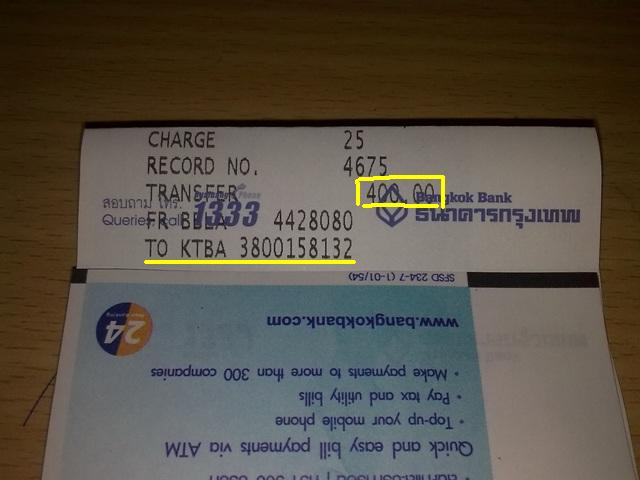 CHARGE 25
RECORD NO. 4675
TRANSFER 400.00
สอบถาม โทร. 1333 Phone
Queries, call
Bangkok Bank
ธนาคารกรุงเทพ
FR BBLA 4428080
TO KTBA 3800158132
SFSD 234-7 (1-01/54)
24
www.bangkokbank.com
• Make payments to more than 300 companies
• Pay tax and utility bills
• Top-up your mobile phone
Quick and easy bill payments via ATM